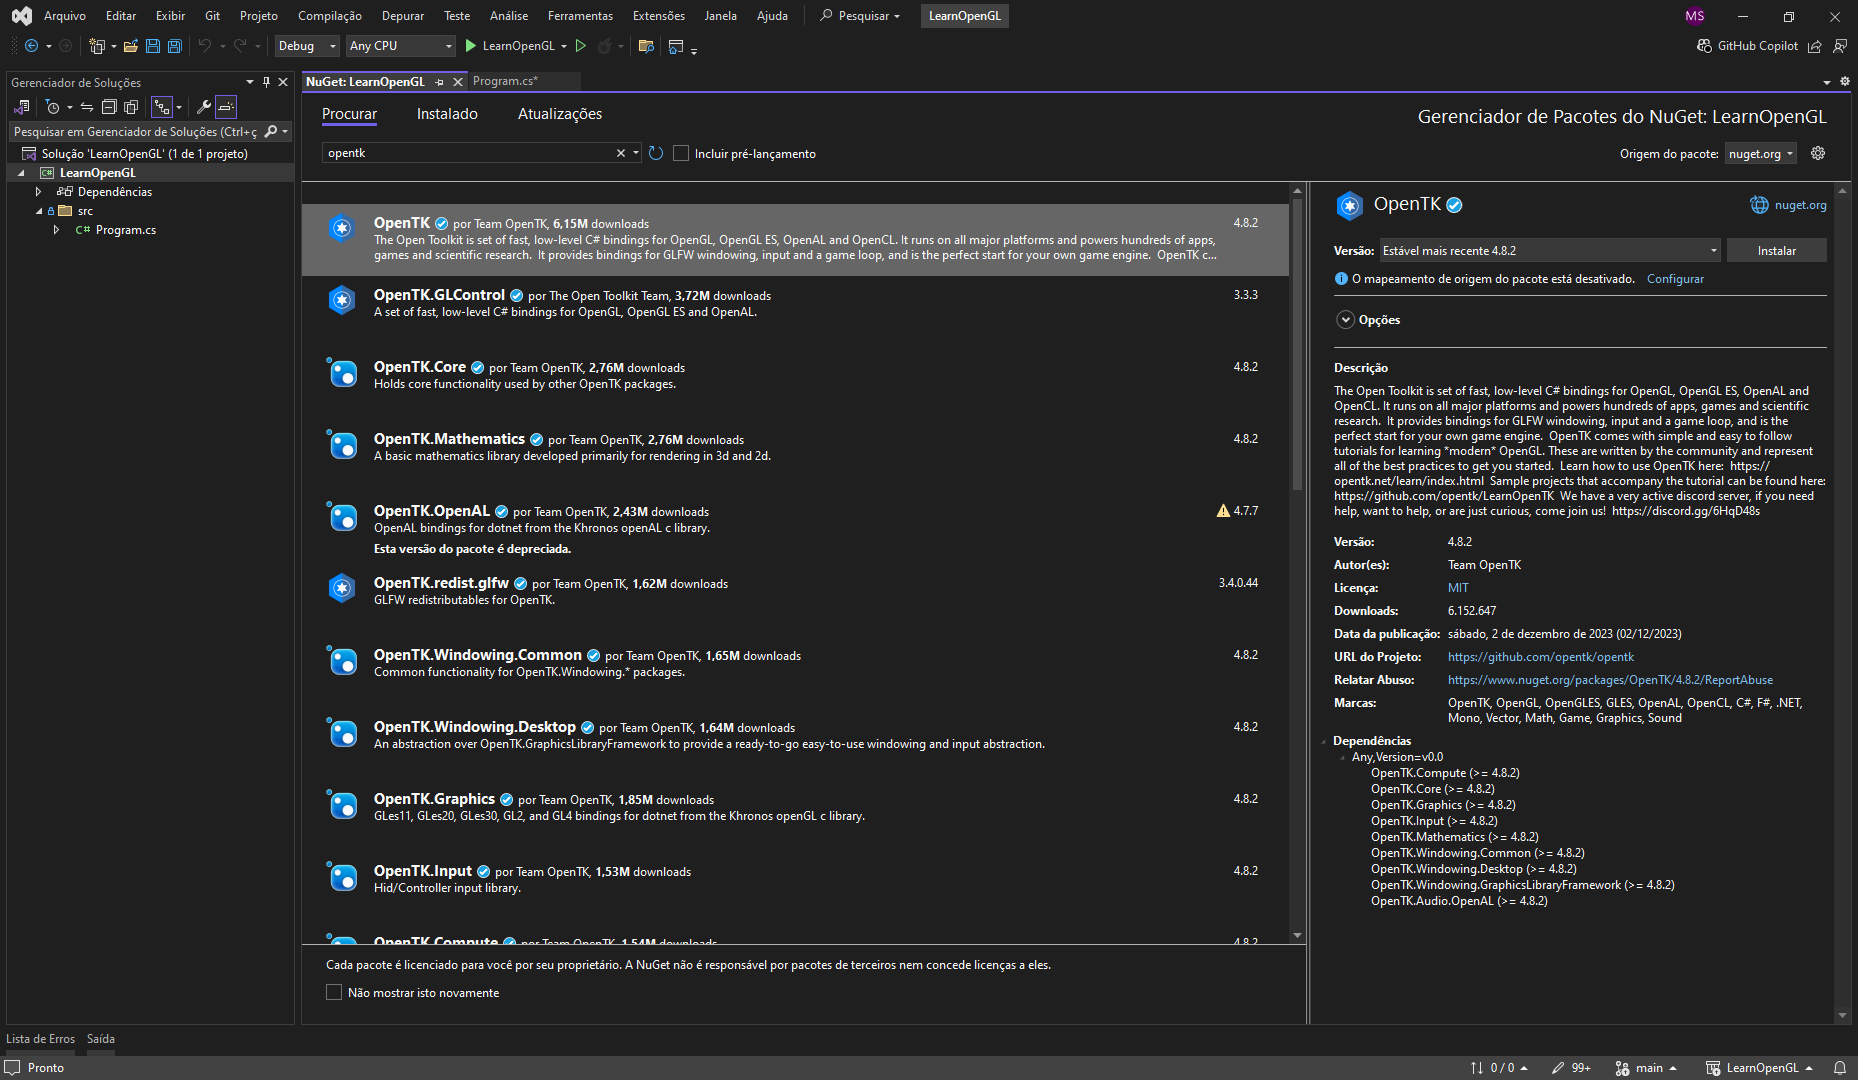 Arquivo Editar Exibir Git Projeto Compilação Depurar Teste Análise Ferramentas Extensões Janela Ajuda Pesquisar LearnOpenGL MS
Debug Any CPU LearnOpenGL GitHub Copilot
Gerenciador de Soluções
Pesquisar em Gerenciador de Soluções (Ctrl+ç
Solução 'LearnOpenGL' (1 de 1 projeto)
LearnOpenGL
Dependências
src
C# Program.cs
NuGet: LearnOpenGL Program.cs*
Procurar Instalado Atualizações
Gerenciador de Pacotes do NuGet: LearnOpenGL
opentk
Incluir pré-lançamento
Origem do pacote: nuget.org
OpenTK por Team OpenTK, 6,15M downloads 4.8.2
The Open Toolkit is set of fast, low-level C# bindings for OpenGL, OpenGL ES, OpenAL and OpenCL. It runs on all major platforms and powers hundreds of apps,
games and scientific research. It provides bindings for GLFW windowing, input and a game loop, and is the perfect start for your own game engine. OpenTK c...
OpenTK.GLControl por The Open Toolkit Team, 3,72M downloads 3.3.3
A set of fast, low-level C# bindings for OpenGL, OpenGL ES and OpenAL.
OpenTK.Core por Team OpenTK, 2,76M downloads 4.8.2
Holds core functionality used by other OpenTK packages.
OpenTK.Mathematics por Team OpenTK, 2,76M downloads 4.8.2
A basic mathematics library developed primarily for rendering in 3d and 2d.
OpenTK.OpenAL por Team OpenTK, 2,43M downloads 4.7.7
OpenAL bindings for dotnet from the Khronos openAL c library.
Esta versão do pacote é depreciada.
OpenTK.redist.glfw por Team OpenTK, 1,62M downloads 3.4.0.44
GLFW redistributables for OpenTK.
OpenTK.Windowing.Common por Team OpenTK, 1,65M downloads 4.8.2
Common functionality for OpenTK.Windowing.* packages.
OpenTK.Windowing.Desktop por Team OpenTK, 1,64M downloads 4.8.2
An abstraction over OpenTK.GraphicsLibraryFramework to provide a ready-to-go easy-to-use windowing and input abstraction.
OpenTK.Graphics por Team OpenTK, 1,85M downloads 4.8.2
GLes11, GLes20, GLes30, GL2, and GL4 bindings for dotnet from the Khronos openGL c library.
OpenTK.Input por Team OpenTK, 1,53M downloads 4.8.2
Hid/Controller input library.
OpenTK.Compute por Team OpenTK, 1,54M downloads 4.8.2
Cada pacote é licenciado para você por seu proprietário. A NuGet não é responsável por pacotes de terceiros nem concede licenças a eles.
Não mostrar isto novamente
OpenTK nuget.org
Versão: Estável mais recente 4.8.2 Instalar
O mapeamento de origem do pacote está desativado. Configurar
Opções
Descrição
The Open Toolkit is set of fast, low-level C# bindings for OpenGL, OpenGL ES, OpenAL and
OpenCL. It runs on all major platforms and powers hundreds of apps, games and scientific
research. It provides bindings for GLFW windowing, input and a game loop, and is the
perfect start for your own game engine. OpenTK comes with simple and easy to follow
tutorials for learning *modern* OpenGL. These are written by the community and represent
all of the best practices to get you started. Learn how to use OpenTK here: https://
opentk.net/learn/index.html Sample projects that accompany the tutorial can be found here:
https://github.com/opentk/LearnOpenTK We have a very active discord server, if you need
help, want to help, or are just curious, come join us! https://discord.gg/6HqD48s
Versão: 4.8.2
Autor(es): Team OpenTK
Licença: MIT
Downloads: 6.152.647
Data da publicação: sábado, 2 de dezembro de 2023 (02/12/2023)
URL do Projeto: https://github.com/opentk/opentk
Relatar Abuso: https://www.nuget.org/packages/OpenTK/4.8.2/ReportAbuse
Marcas: OpenTK, OpenGL, OpenGLES, GLES, OpenAL, OpenCL, C#, F#, .NET,
Mono, Vector, Math, Game, Graphics, Sound
Dependências
Any,Version=v0.0
OpenTK.Compute (>= 4.8.2)
OpenTK.Core (>= 4.8.2)
OpenTK.Graphics (>= 4.8.2)
OpenTK.Input (>= 4.8.2)
OpenTK.Mathematics (>= 4.8.2)
OpenTK.Windowing.Common (>= 4.8.2)
OpenTK.Windowing.Desktop (>= 4.8.2)
OpenTK.Windowing.GraphicsLibraryFramework (>= 4.8.2)
OpenTK.Audio.OpenAL (>= 4.8.2)
Lista de Erros Saída
Pronto 0 / 0 99+ main LearnOpenGL